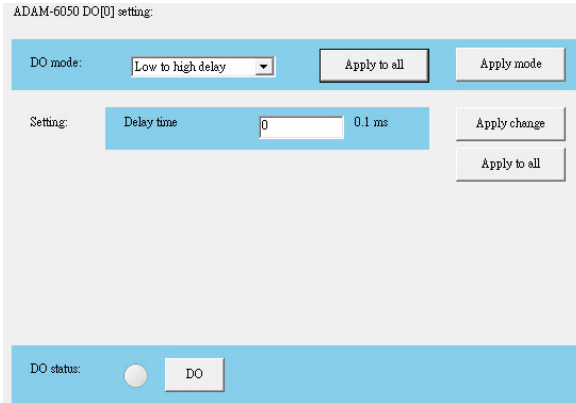 ADAM-6050 DO[0] setting:
DO mode: Low to high delay Apply to all Apply mode
Setting: Delay time 0 0.1 ms Apply change
Apply to all
DO status: DO